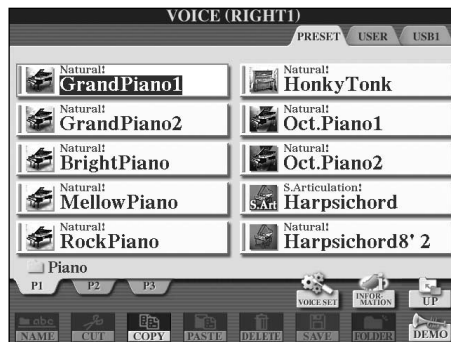 VOICE (RIGHT1)
PRESET USER USB1
Natural!
GrandPiano1
Natural!
HonkyTonk
Natural!
GrandPiano2
Natural!
Oct.Piano1
Natural!
BrightPiano
Natural!
Oct.Piano2
Natural!
MellowPiano
S.Articulation!
S.Art
Harpsichord
Natural!
RockPiano
Natural!
Harpsichord8' 2
Piano
P1 P2 P3
VOICE SET
INFOR-
MATION
UP
abc
NAME CUT COPY PASTE DELETE SAVE FOLDER DEMO